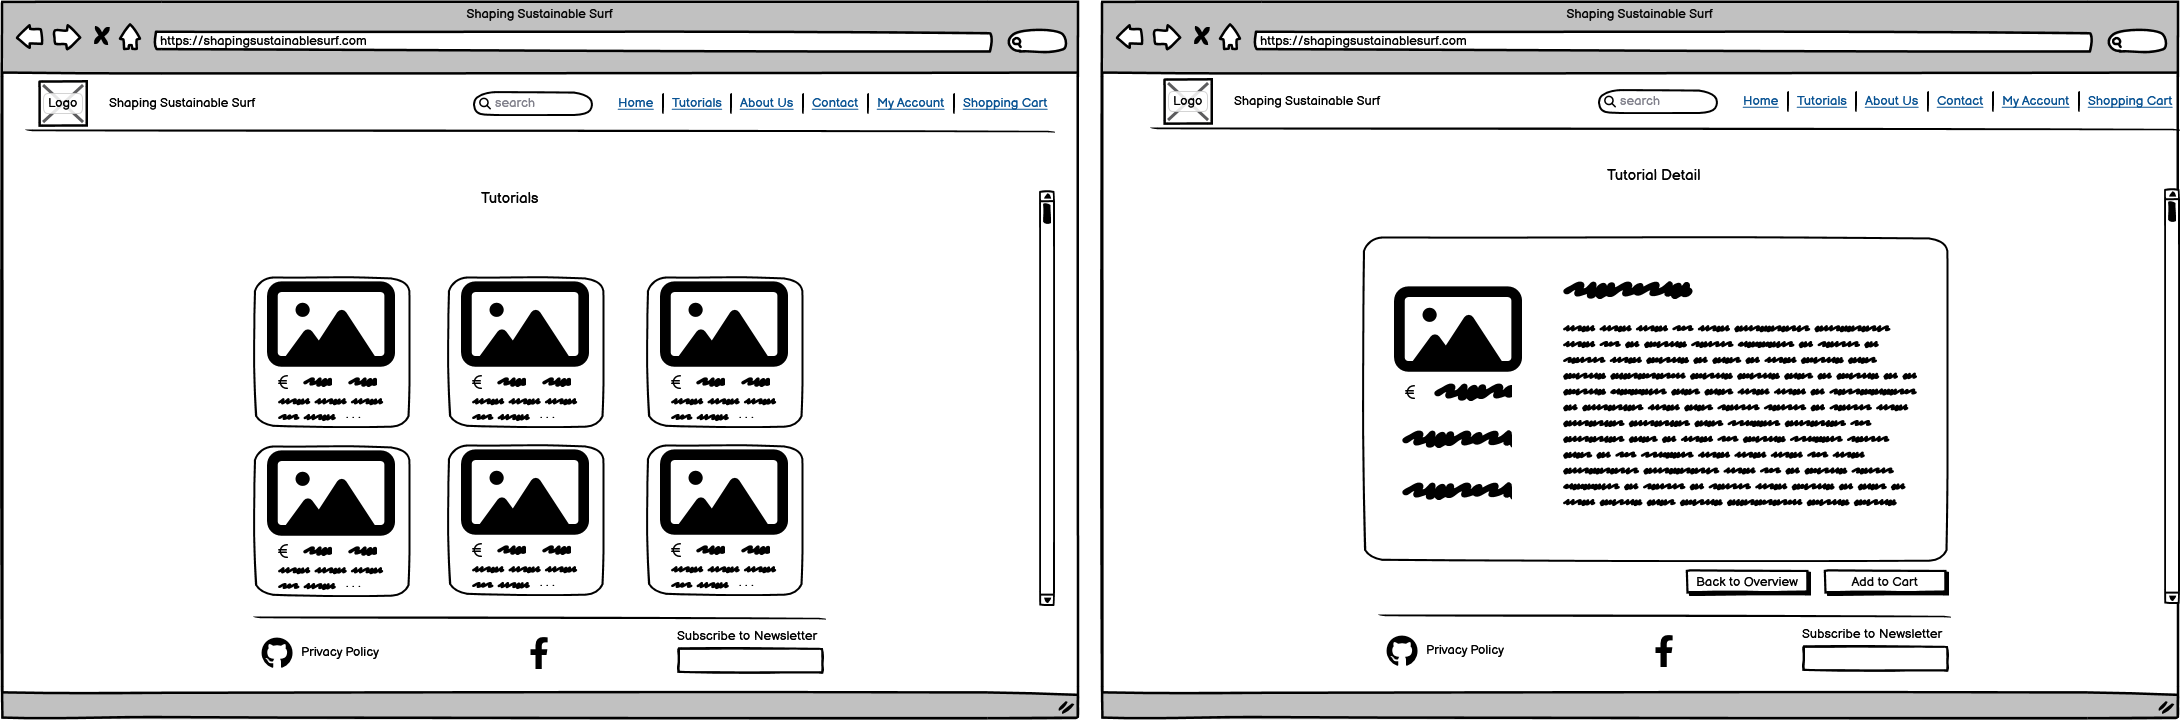 Shaping Sustainable Surf
https://shapingsustainablesurf.com
Logo
Shaping Sustainable Surf
search
Home
Tutorials
About Us
Contact
My Account
Shopping Cart
Tutorials
€
€
€
€
€
€
Privacy Policy
Subscribe to Newsletter
Shaping Sustainable Surf
https://shapingsustainablesurf.com
Logo
Shaping Sustainable Surf
search
Home
Tutorials
About Us
Contact
My Account
Shopping Cart
Tutorial Detail
€
Back to Overview
Add to Cart
Privacy Policy
Subscribe to Newsletter